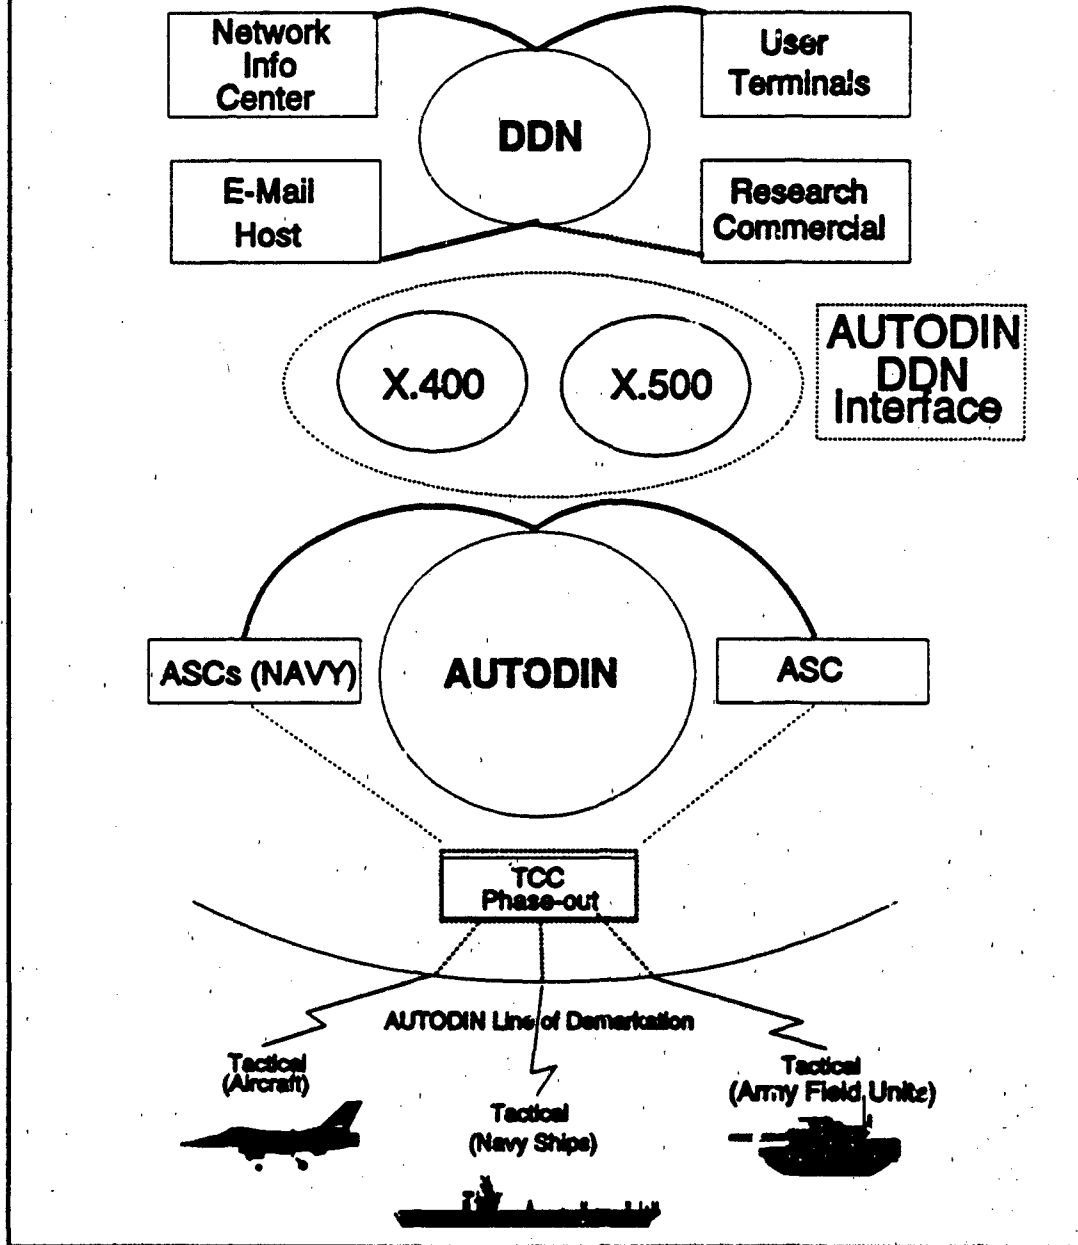 Network
Info
Center
User
Terminals
DDN
E-Mail
Host
Research
Commercial
X.400
X.500
AUTODIN
DDN
Interface
ASCs (NAVY)
AUTODIN
ASC
TCC
Phase-out
AUTODIN Line of Demarkation
Tactical
(Aircraft)
Tactical
(Navy Ships)
Tactical
(Army Field Units)